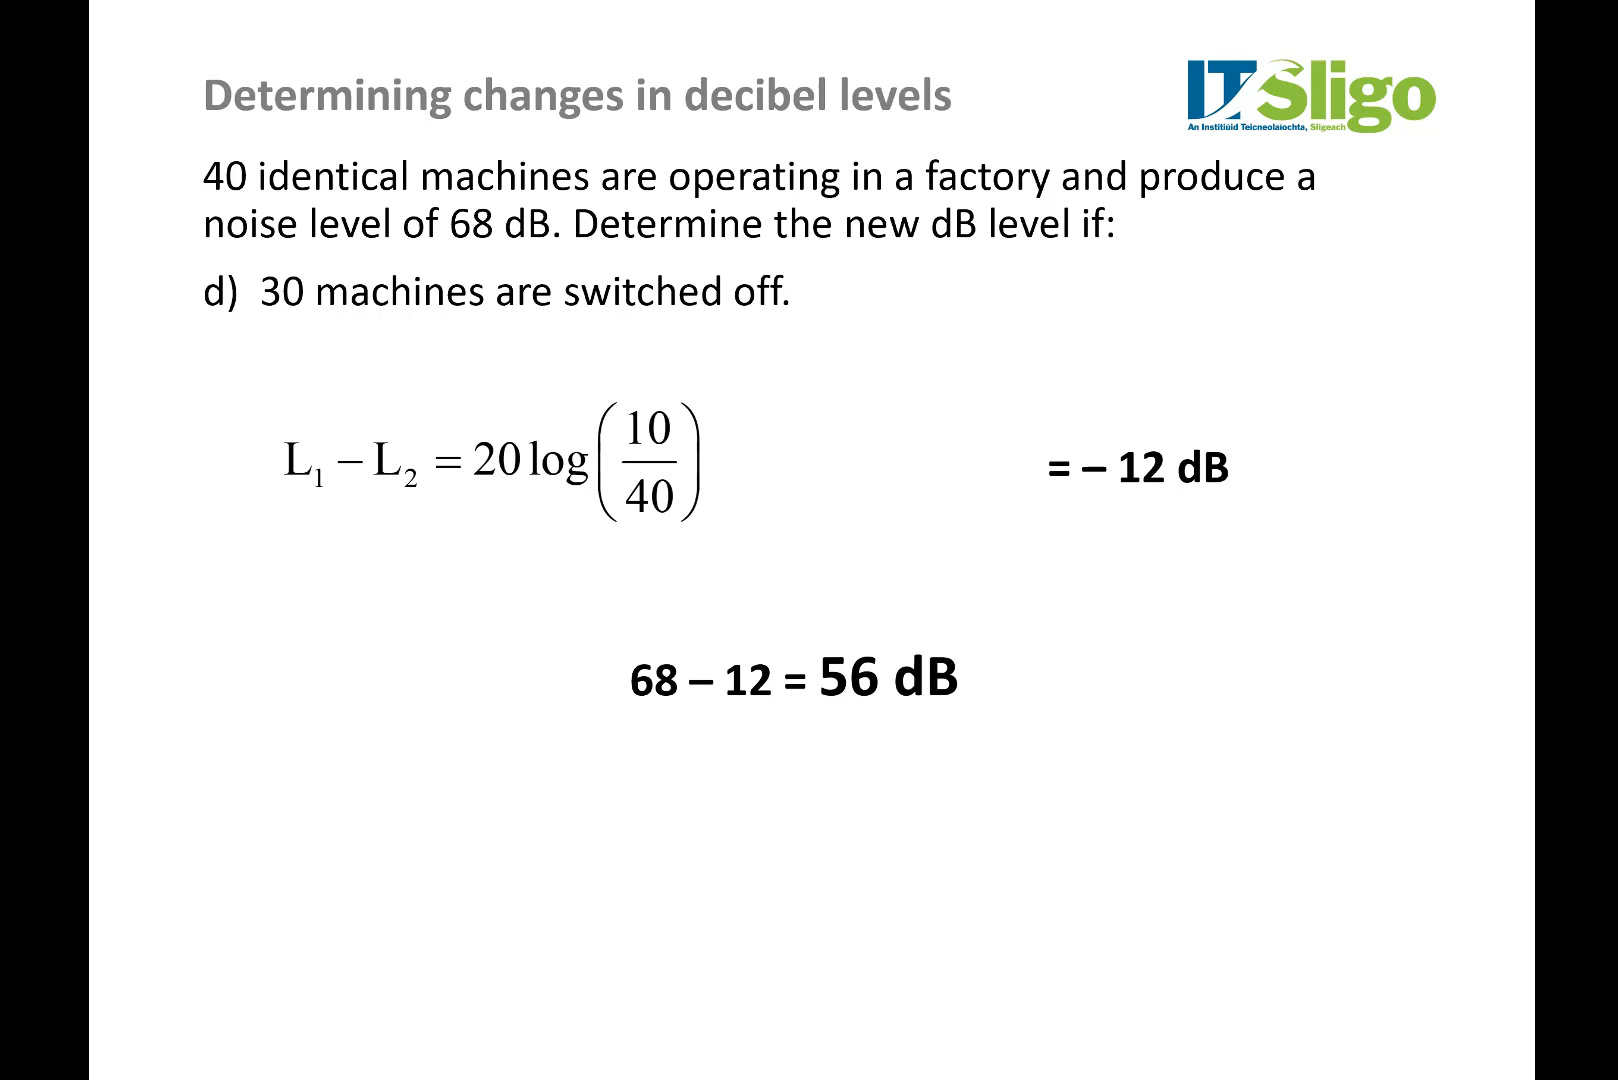 Determining changes in decibel levels
ITSligo
An Institiúid Teicneolaíochta, Sligeach
40 identical machines are operating in a factory and produce a
noise level of 68 dB. Determine the new dB level if:
d) 30 machines are switched off.
L₁ – L₂ = 20 log(10/40)
= – 12 dB
68 – 12 = 56 dB